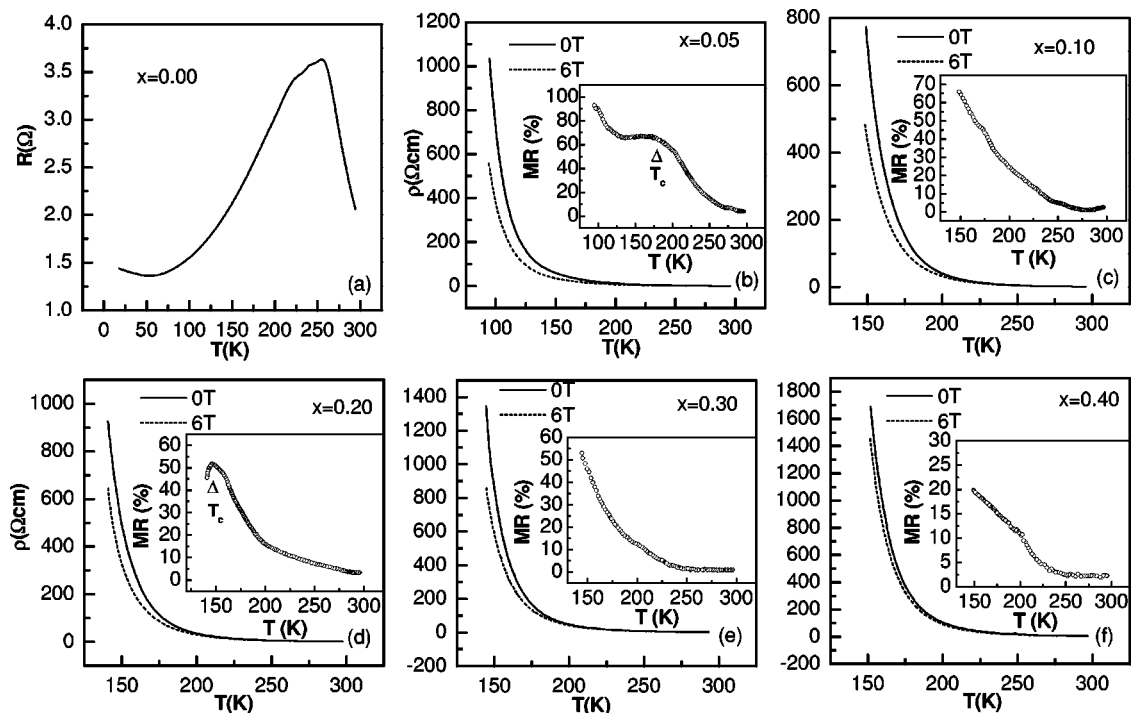 4.0
3.5
3.0
2.5
2.0
1.5
1.0
R(Ω)
x=0.00
(a)
0 50 100 150 200 250 300
T(K)
1200
1000
800
600
400
200
0
ρ(Ωcm)
0T
6T
x=0.05
100
80
60
40
20
0
MR (%)
Δ
Tc
100 150 200 250 300
T (K)
(b)
100 150 200 250 300
T(K)
800
600
400
200
0
0T
6T
x=0.10
70
60
50
40
30
20
10
0
MR (%)
150 200 250 300
T (K)
(c)
150 200 250 300
T(K)
1000
800
600
400
200
0
ρ(Ωcm)
0T
6T
x=0.20
60
50
40
30
20
10
0
MR (%)
Δ
Tc
150 200 250 300
T (K)
(d)
150 200 250 300
T(K)
1400
1200
1000
800
600
400
200
0
-200
0T
6T
x=0.30
60
50
40
30
20
10
0
MR (%)
150 200 250 300
T (K)
(e)
150 200 250 300
T(K)
1800
1600
1400
1200
1000
800
600
400
200
0
-200
0T
6T
x=0.40
30
25
20
15
10
5
0
MR (%)
150 200 250 300
T (K)
(f)
150 200 250 300
T(K)